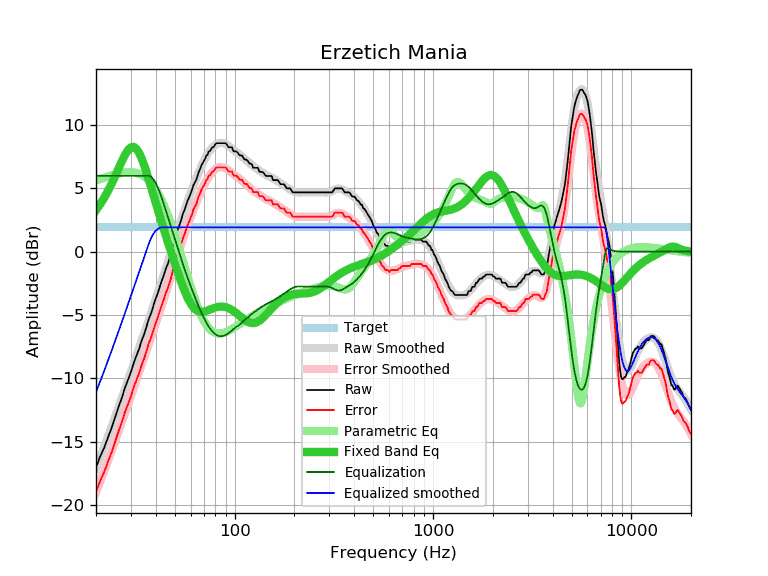 Erzetich Mania
Amplitude (dBr)
10
5
0
−5
−10
−15
−20
Target
Raw Smoothed
Error Smoothed
Raw
Error
Parametric Eq
Fixed Band Eq
Equalization
Equalized smoothed
100
1000
10000
Frequency (Hz)